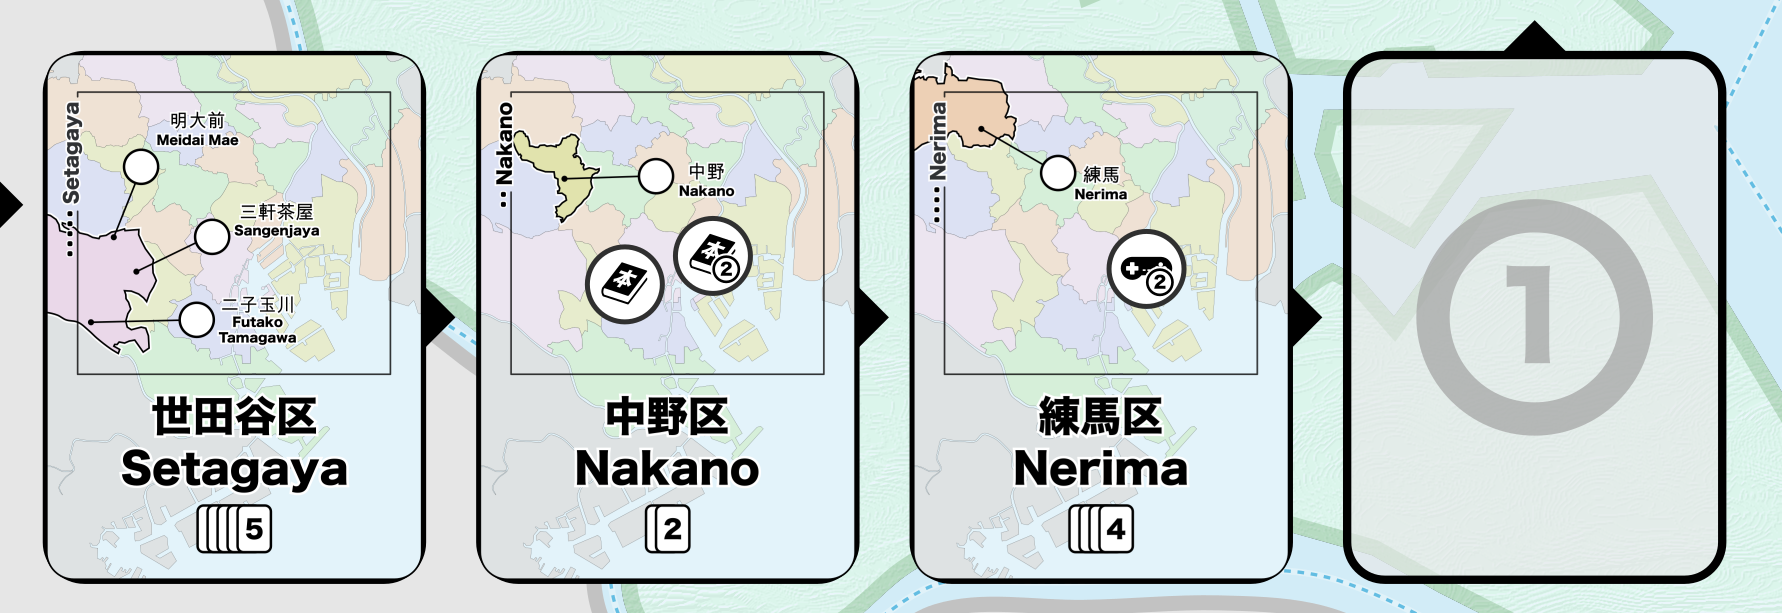 Setagaya
明大前
Meidai Mae
三軒茶屋
Sangenjaya
二子玉川
Futako
Tamagawa
世田谷区
Setagaya
5
Nakano
中野
Nakano
本
本
2
中野区
Nakano
2
Nerima
練馬
Nerima
2
練馬区
Nerima
4
1